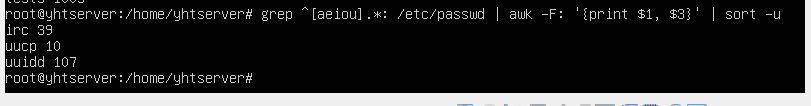 root@yhtserver:/home/yhtserver# grep ^[aeiou].*: /etc/passwd | awk -F: '{print $1, $3}' | sort -u
irc 39
uucp 10
uuidd 107
root@yhtserver:/home/yhtserver#